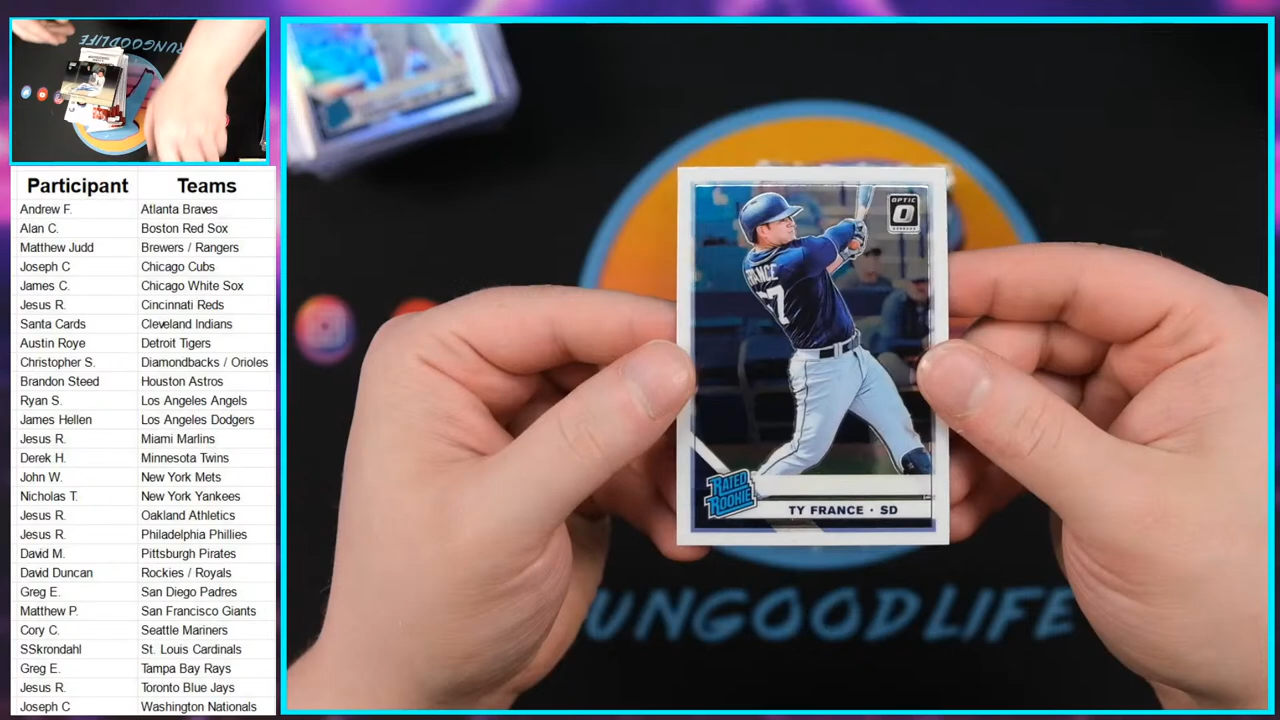 Participant Teams
Andrew F. Atlanta Braves
Alan C. Boston Red Sox
Matthew Judd Brewers / Rangers
Joseph C Chicago Cubs
James C. Chicago White Sox
Jesus R. Cincinnati Reds
Santa Cards Cleveland Indians
Austin Roye Detroit Tigers
Christopher S. Diamondbacks / Orioles
Brandon Steed Houston Astros
Ryan S. Los Angeles Angels
James Hellen Los Angeles Dodgers
Jesus R. Miami Marlins
Derek H. Minnesota Twins
John W. New York Mets
Nicholas T. New York Yankees
Jesus R. Oakland Athletics
Jesus R. Philadelphia Phillies
David M. Pittsburgh Pirates
David Duncan Rockies / Royals
Greg E. San Diego Padres
Matthew P. San Francisco Giants
Cory C. Seattle Mariners
SSkrondahl St. Louis Cardinals
Greg E. Tampa Bay Rays
Jesus R. Toronto Blue Jays
Joseph C Washington Nationals
RUNGOODLIFE
OPTIC
DONRUSS
FRANCE
67
RATED
ROOKIE
TY FRANCE · SD
UNGOODLIFE